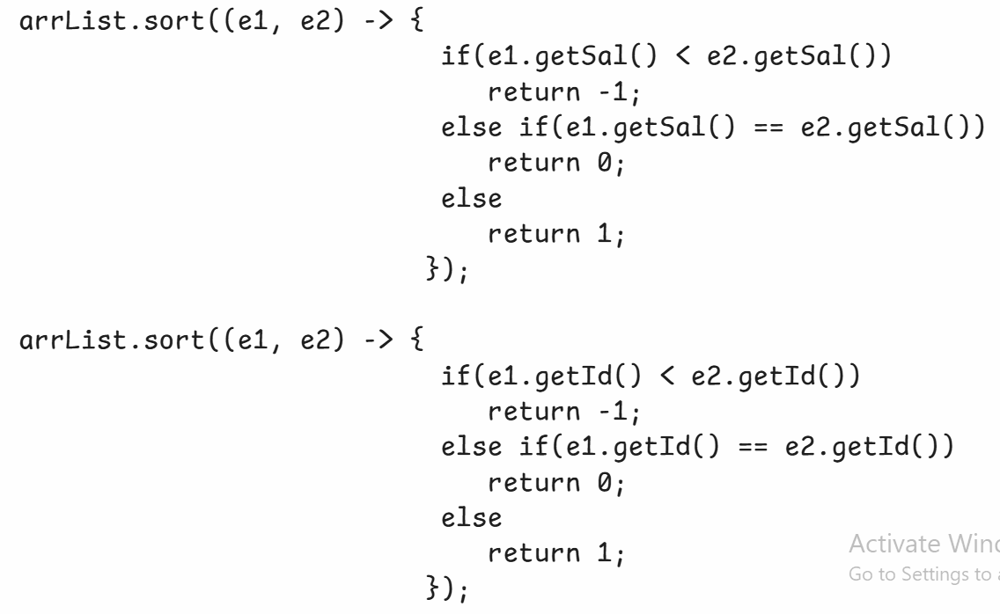 arrList.sort((e1, e2) -> {
if(e1.getSal() < e2.getSal())
return -1;
else if(e1.getSal() == e2.getSal())
return 0;
else
return 1;
});
arrList.sort((e1, e2) -> {
if(e1.getId() < e2.getId())
return -1;
else if(e1.getId() == e2.getId())
return 0;
else
return 1;
});
Activate Wind
Go to Settings to a